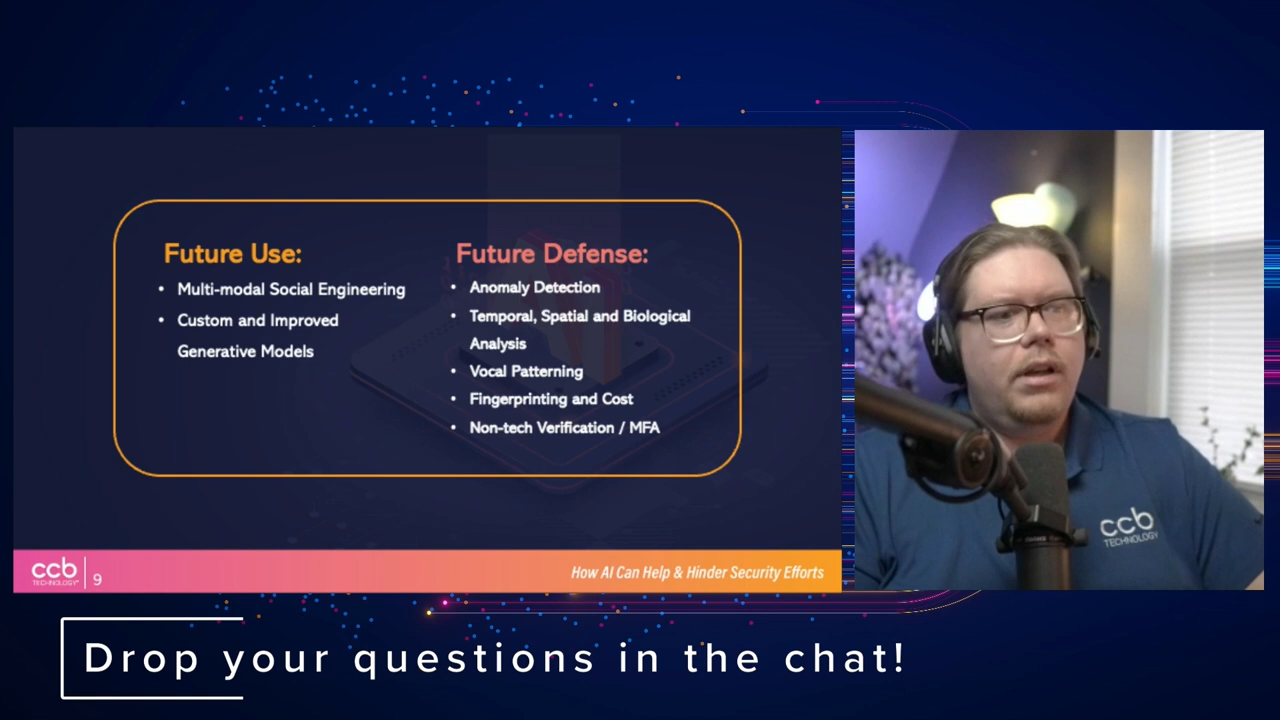 Future Use:
• Multi-modal Social Engineering
• Custom and Improved
Generative Models
Future Defense:
• Anomaly Detection
• Temporal, Spatial and Biological
Analysis
• Vocal Patterning
• Fingerprinting and Cost
• Non-tech Verification / MFA
ccb
TECHNOLOGY
9
How AI Can Help & Hinder Security Efforts
ccb
TECHNOLOGY
Drop your questions in the chat!